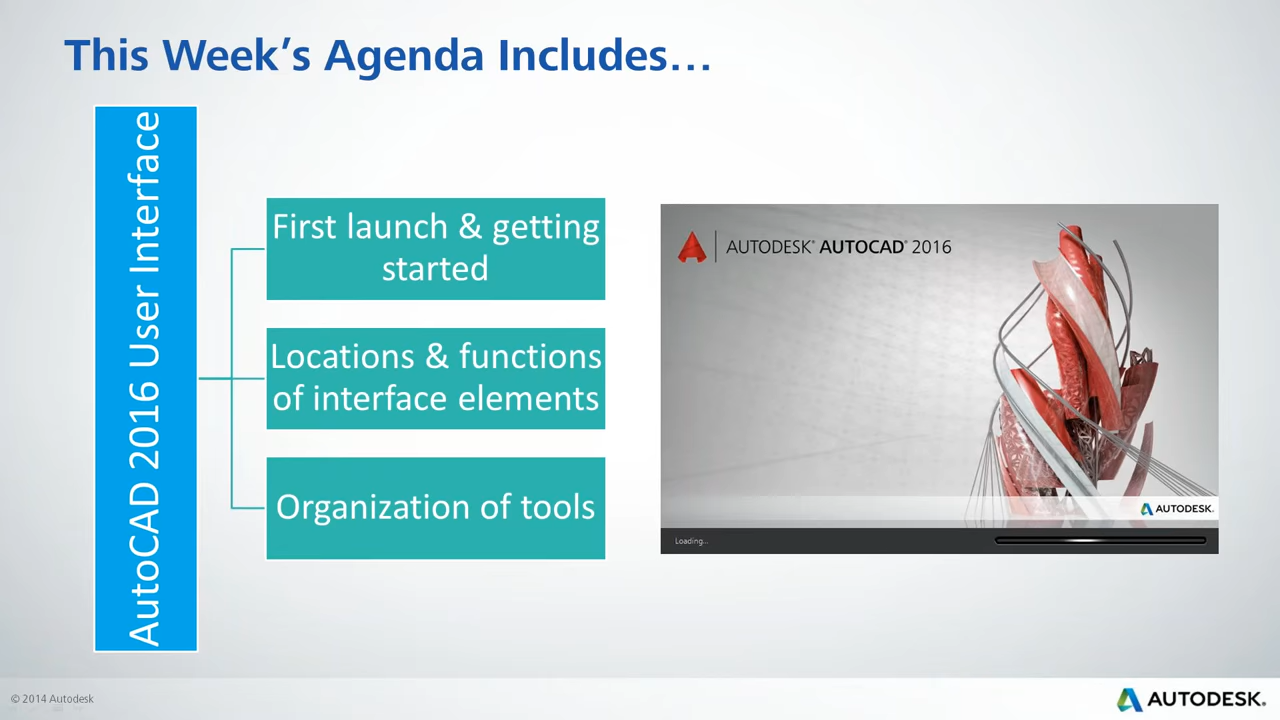 This Week’s Agenda Includes…
AutoCAD 2016 User Interface
First launch & getting
started
Locations & functions
of interface elements
Organization of tools
AUTODESK® AUTOCAD® 2016
AUTODESK.
Loading...
© 2014 Autodesk
AUTODESK.